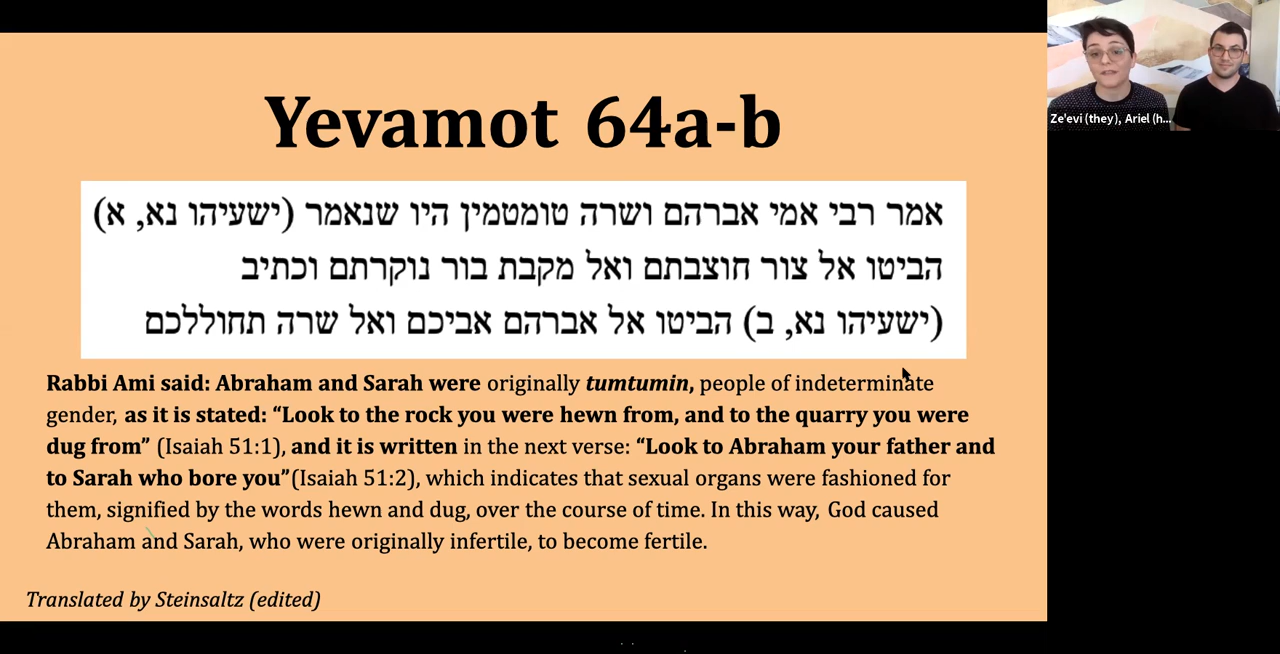 Yevamot 64a-b
אמר רבי אמי אברהם ושרה טומטמין היו שנאמר (ישעיהו נא, א)
הביטו אל צור חוצבתם ואל מקבת בור נוקרתם וכתיב
(ישעיהו נא, ב) הביטו אל אברהם אביכם ואל שרה תחוללכם
Rabbi Ami said: Abraham and Sarah were originally tumtumin, people of indeterminate
gender, as it is stated: “Look to the rock you were hewn from, and to the quarry you were
dug from” (Isaiah 51:1), and it is written in the next verse: “Look to Abraham your father and
to Sarah who bore you”(Isaiah 51:2), which indicates that sexual organs were fashioned for
them, signified by the words hewn and dug, over the course of time. In this way, God caused
Abraham and Sarah, who were originally infertile, to become fertile.
Translated by Steinsaltz (edited)
Ze'evi (they), Ariel (h...